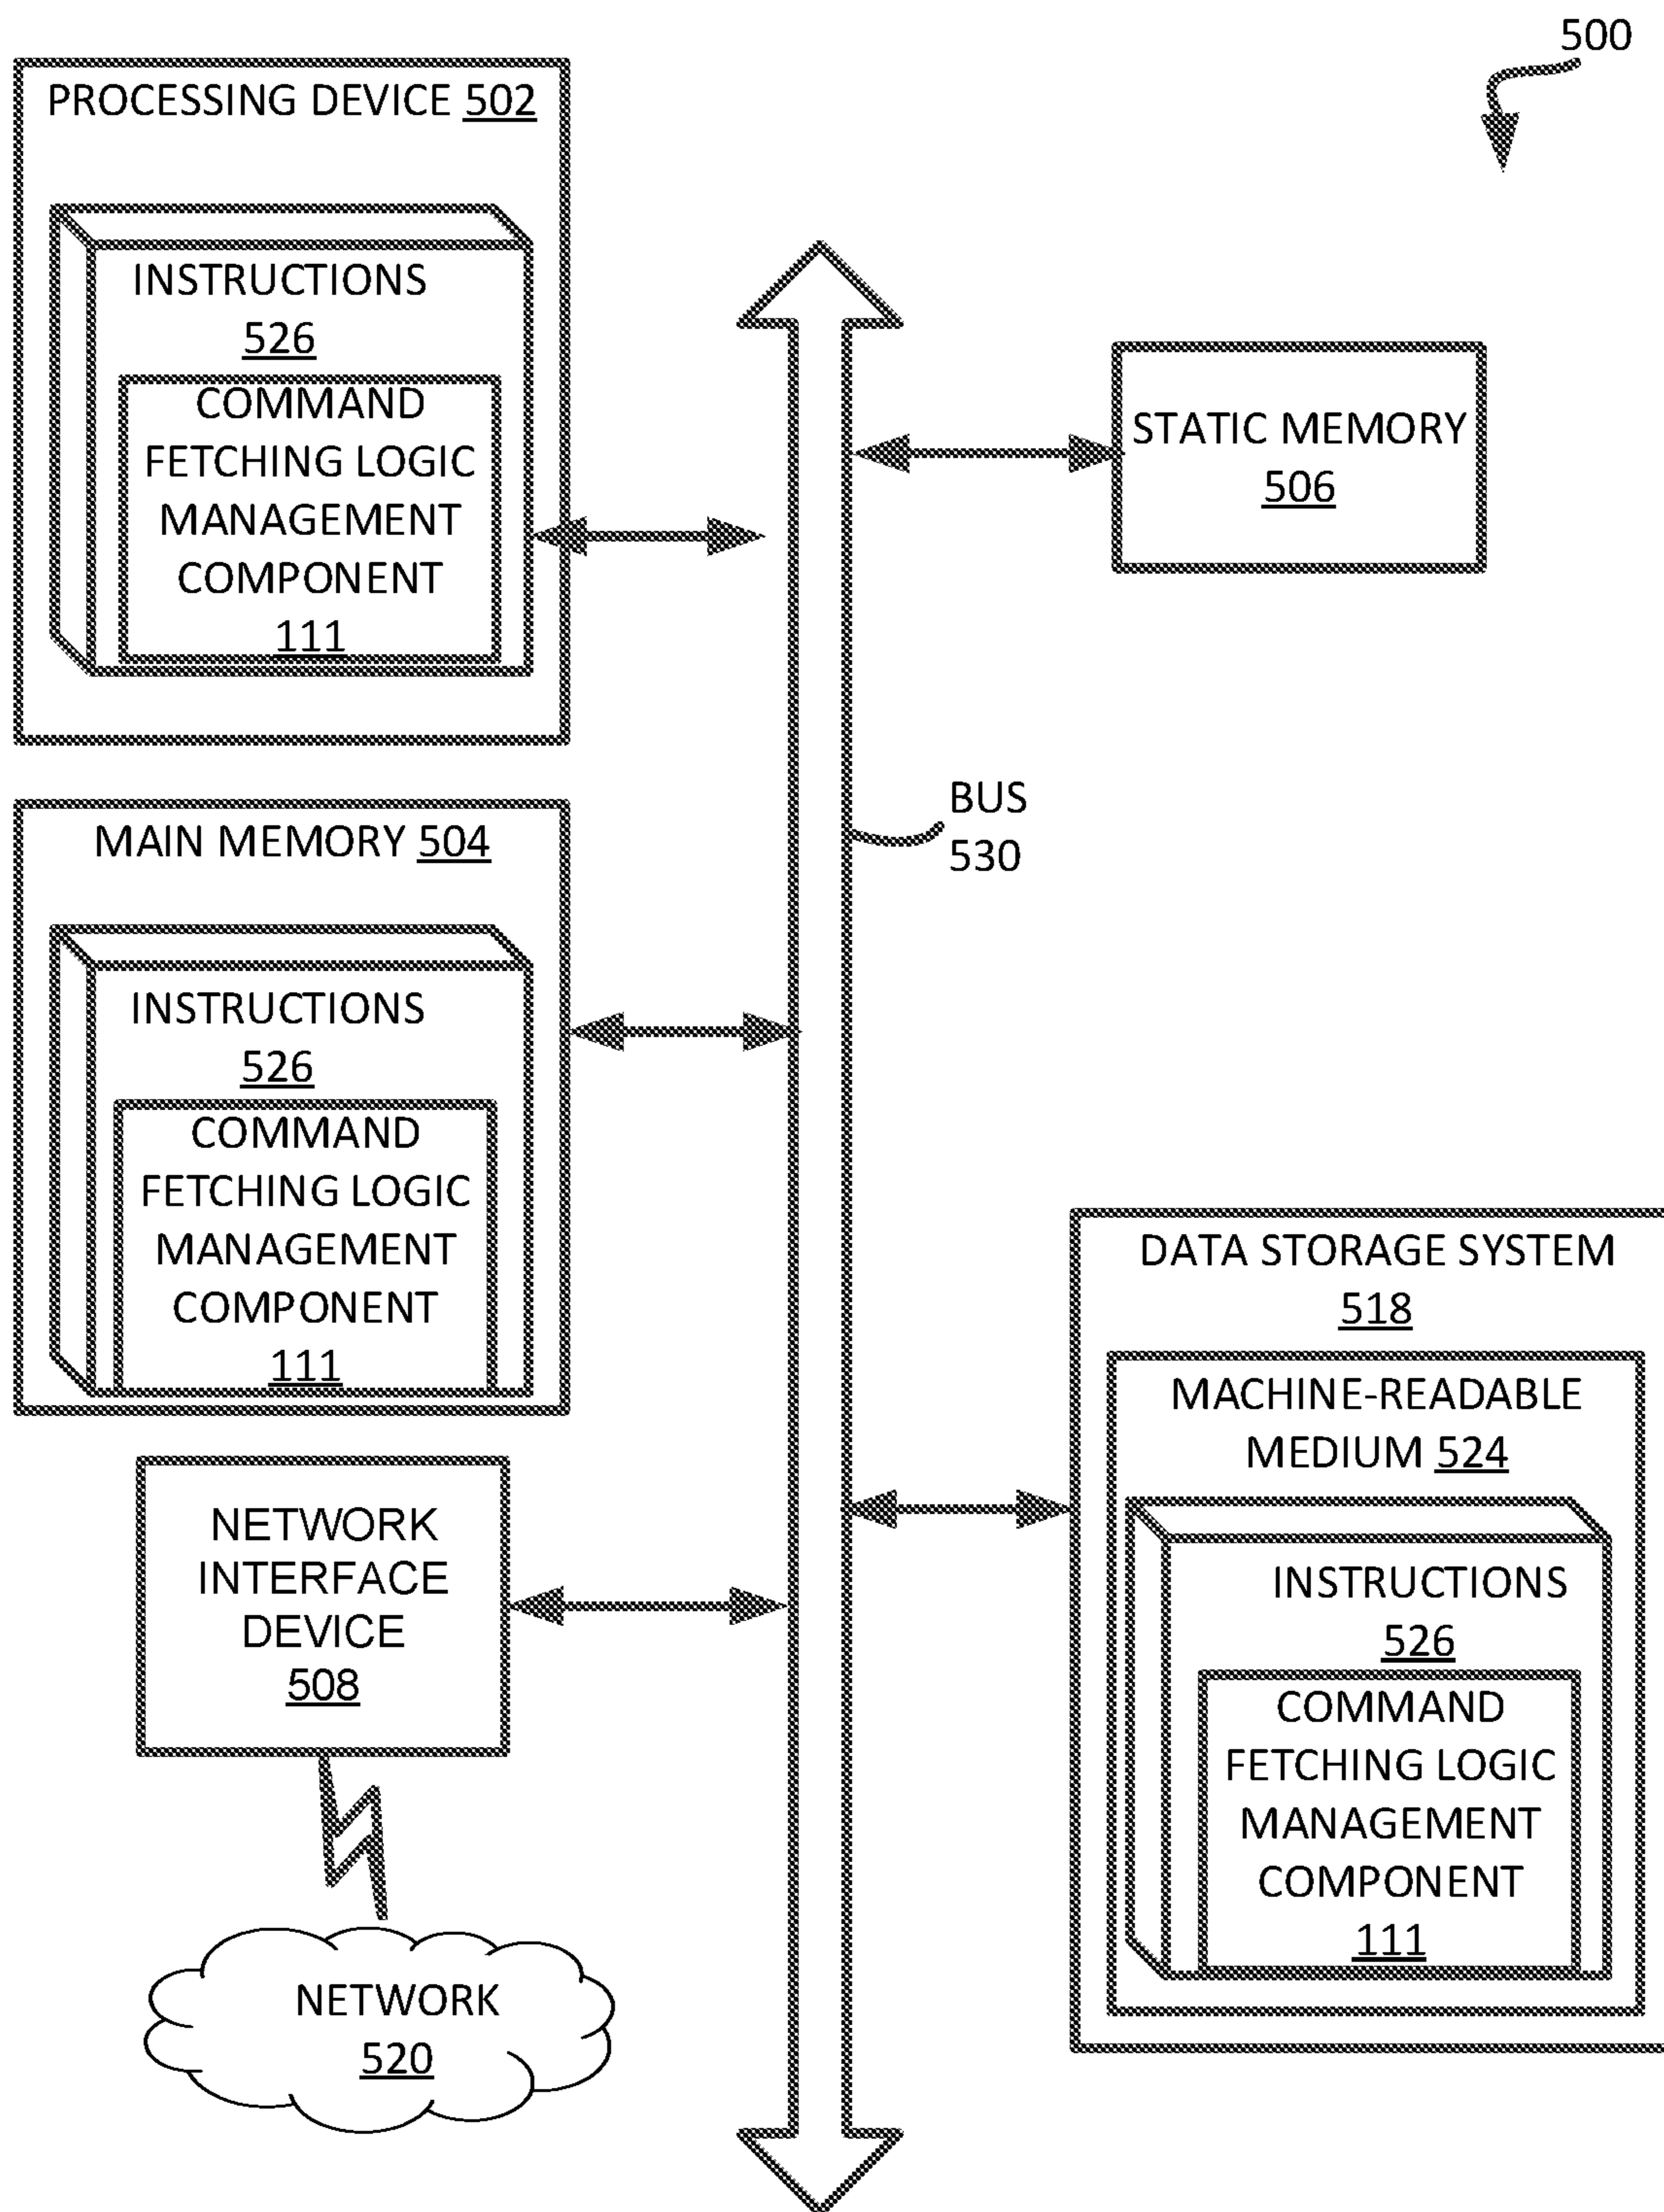 500
PROCESSING DEVICE 502
INSTRUCTIONS
526
COMMAND
FETCHING LOGIC
MANAGEMENT
COMPONENT
111
STATIC MEMORY
506
BUS
530
MAIN MEMORY 504
INSTRUCTIONS
526
COMMAND
FETCHING LOGIC
MANAGEMENT
COMPONENT
111
DATA STORAGE SYSTEM
518
MACHINE-READABLE
MEDIUM 524
INSTRUCTIONS
526
COMMAND
FETCHING LOGIC
MANAGEMENT
COMPONENT
111
NETWORK
INTERFACE
DEVICE
508
NETWORK
520